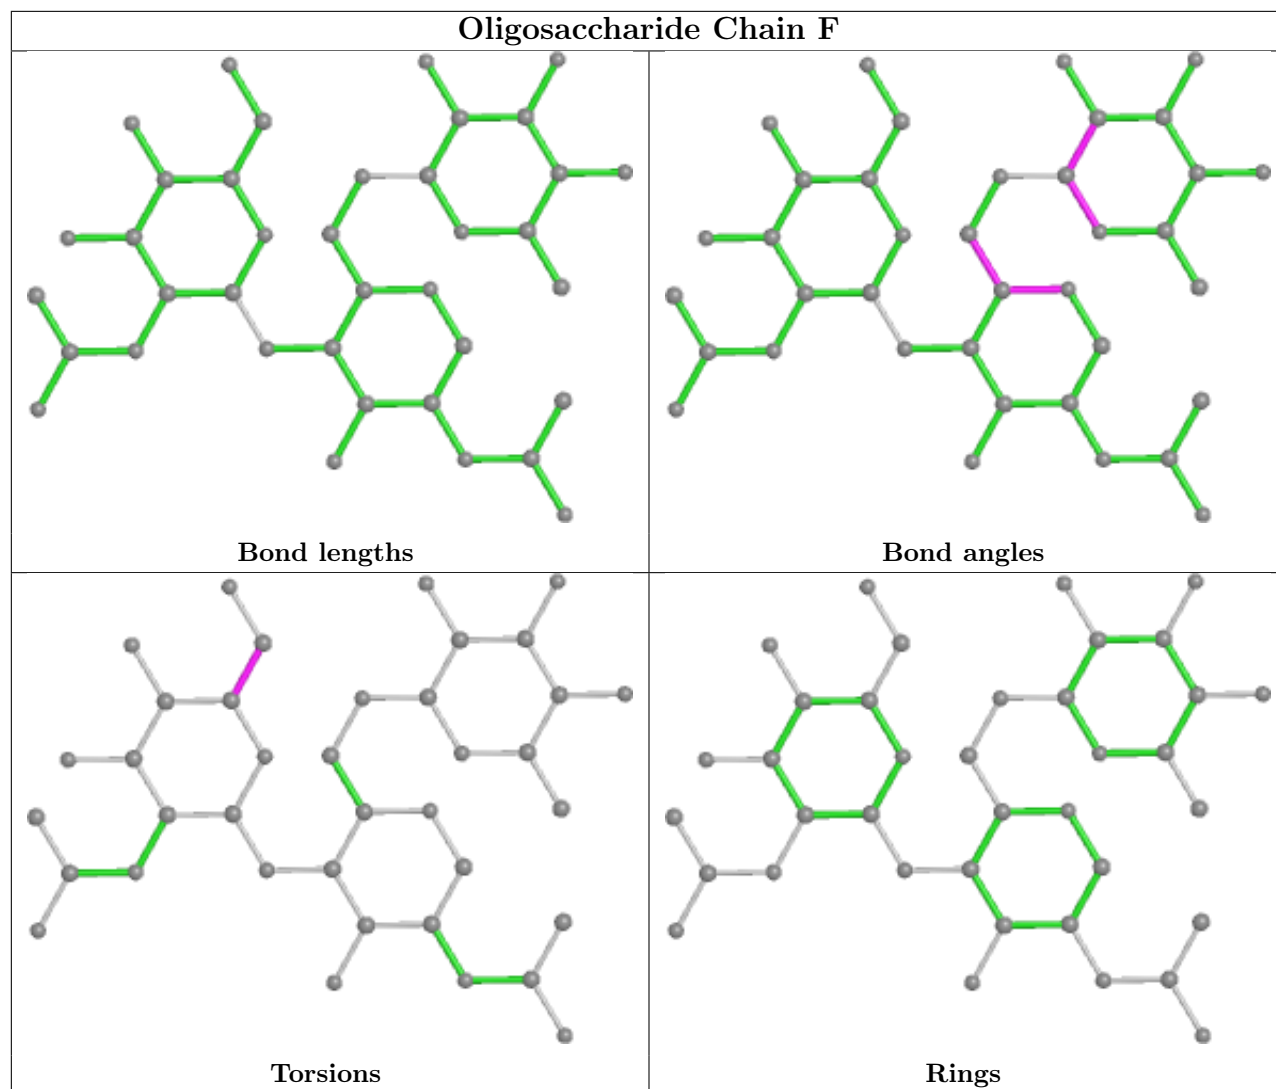 Oligosaccharide Chain F
Bond lengths
Bond angles
Torsions
Rings